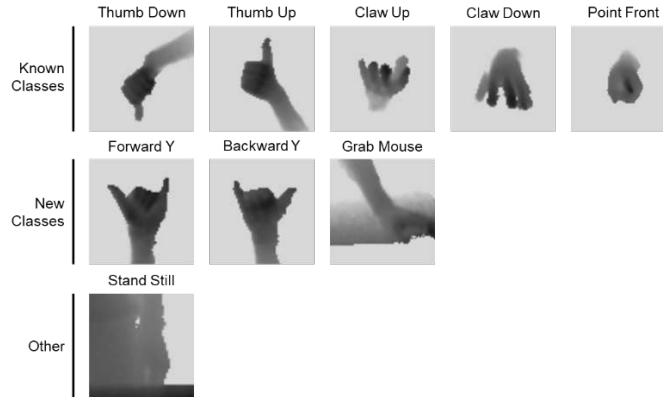 Thumb Down Thumb Up Claw Up Claw Down Point Front
Known
Classes
Forward Y Backward Y Grab Mouse
New
Classes
Stand Still
Other